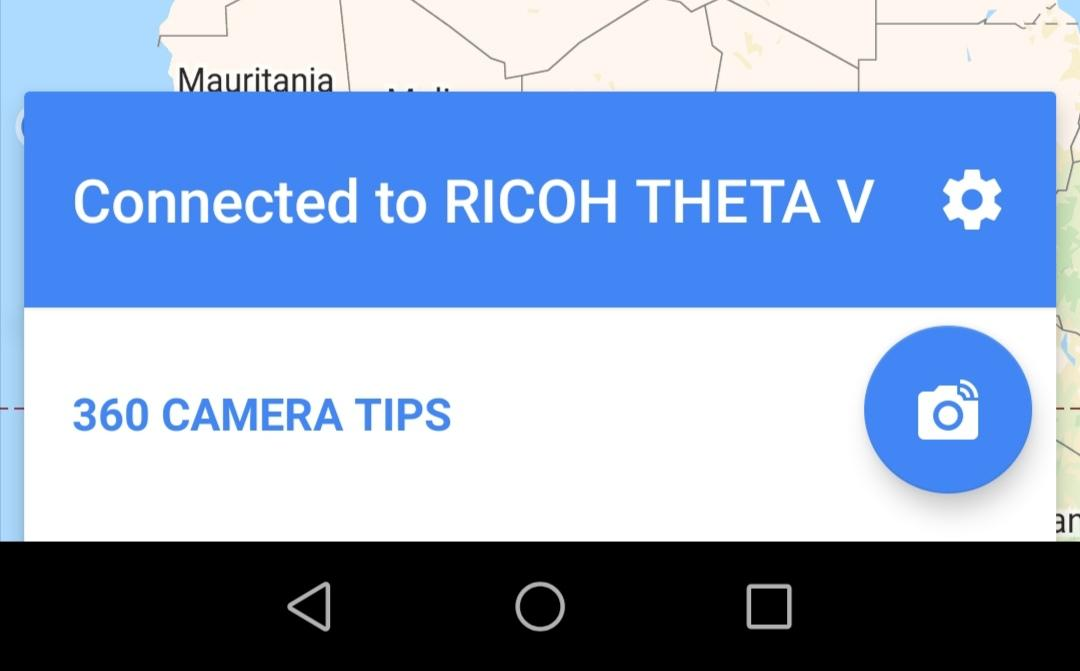 Mauritania
Connected to RICOH THETA V
360 CAMERA TIPS